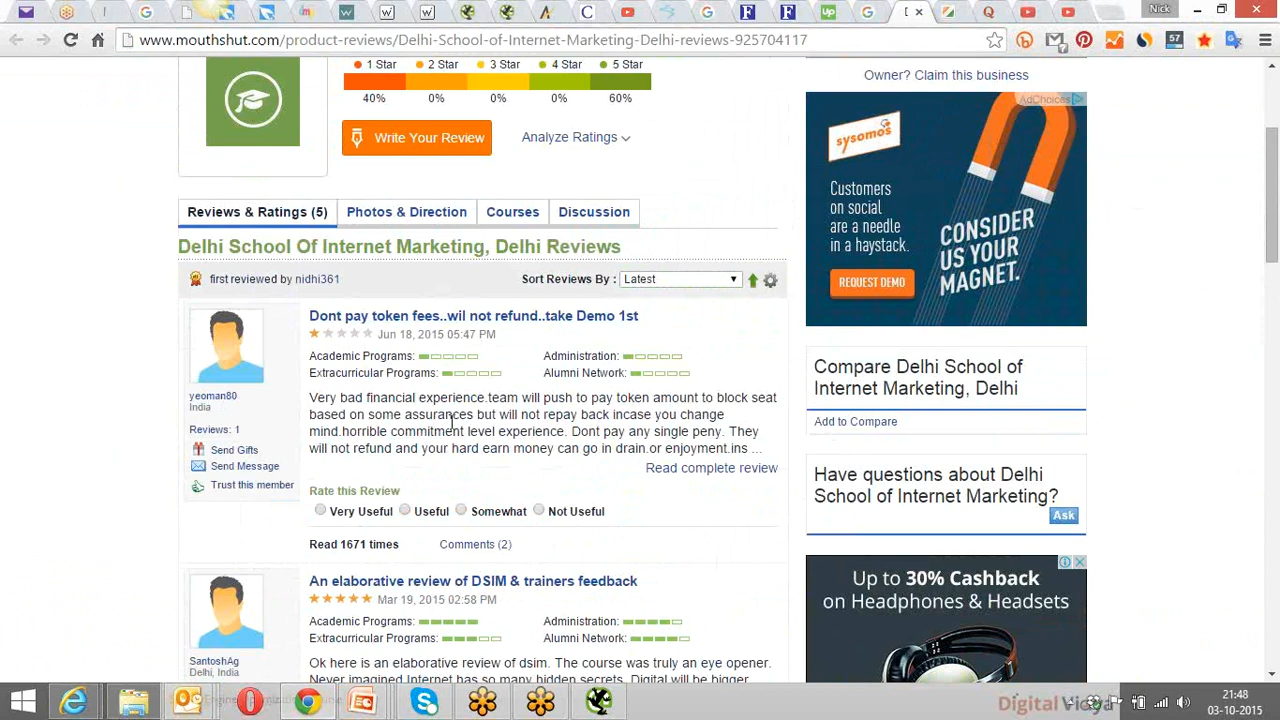 Nick
www.mouthshut.com/product-reviews/Delhi-School-of-Internet-Marketing-Delhi-reviews-925704117
57
1 Star 2 Star 3 Star 4 Star 5 Star
40% 0% 0% 0% 60%
Write Your Review
Analyze Ratings
Reviews & Ratings (5) Photos & Direction Courses Discussion
Delhi School Of Internet Marketing, Delhi Reviews
first reviewed by nidhi361
Sort Reviews By : Latest
yeoman80
India
Reviews: 1
Send Gifts
Send Message
Trust this member
Dont pay token fees..wil not refund..take Demo 1st
Jun 18, 2015 05:47 PM
Academic Programs: Administration:
Extracurricular Programs: Alumni Network:
Very bad financial experience.team will push to pay token amount to block seat
based on some assurances but will not repay back incase you change
mind.horrible commitment level experience. Dont pay any single peny. They
will not refund and your hard earn money can go in drain.or enjoyment.ins ...
Read complete review
Rate this Review
Very Useful Useful Somewhat Not Useful
Read 1671 times Comments (2)
SantoshAg
Delhi, India
An elaborative review of DSIM & trainers feedback
Mar 19, 2015 02:58 PM
Academic Programs: Administration:
Extracurricular Programs: Alumni Network:
Ok here is an elaborative review of dsim. The course was truly an eye opener.
Never imagined Internet has so many hidden secrets. Digital will be bigger
Owner? Claim this business
AdChoices
sysomos
Customers
on social
are a needle
in a haystack.
REQUEST DEMO
CONSIDER
US YOUR
MAGNET.
Compare Delhi School of
Internet Marketing, Delhi
Add to Compare
Have questions about Delhi
School of Internet Marketing?
Ask
Up to 30% Cashback
on Headphones & Headsets
Digital
21:48
03-10-2015